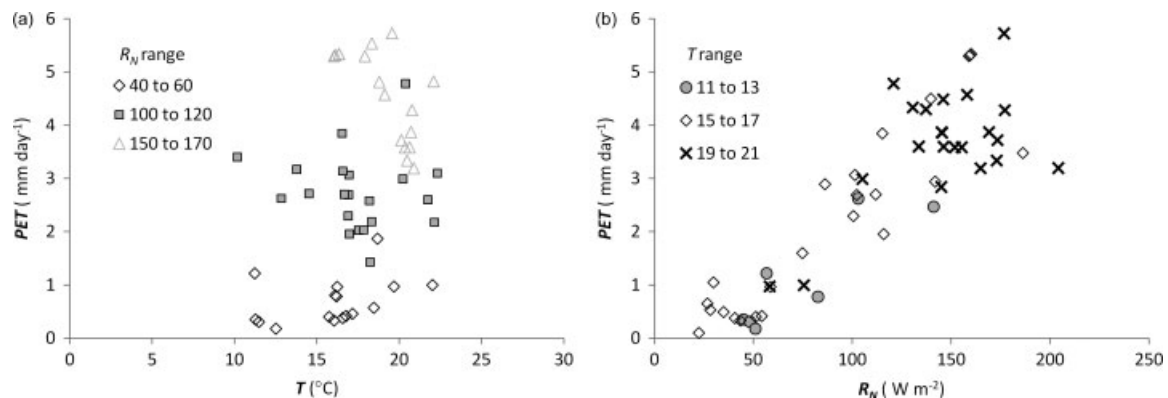 (a)
6
5
4
3
2
1
0
PET ( mm day-1)
R_N range
40 to 60
100 to 120
150 to 170
0 5 10 15 20 25 30
T (°C)
(b)
6
5
4
3
2
1
0
PET ( mm day-1)
T range
11 to 13
15 to 17
19 to 21
0 50 100 150 200 250
R_N ( W m-2)